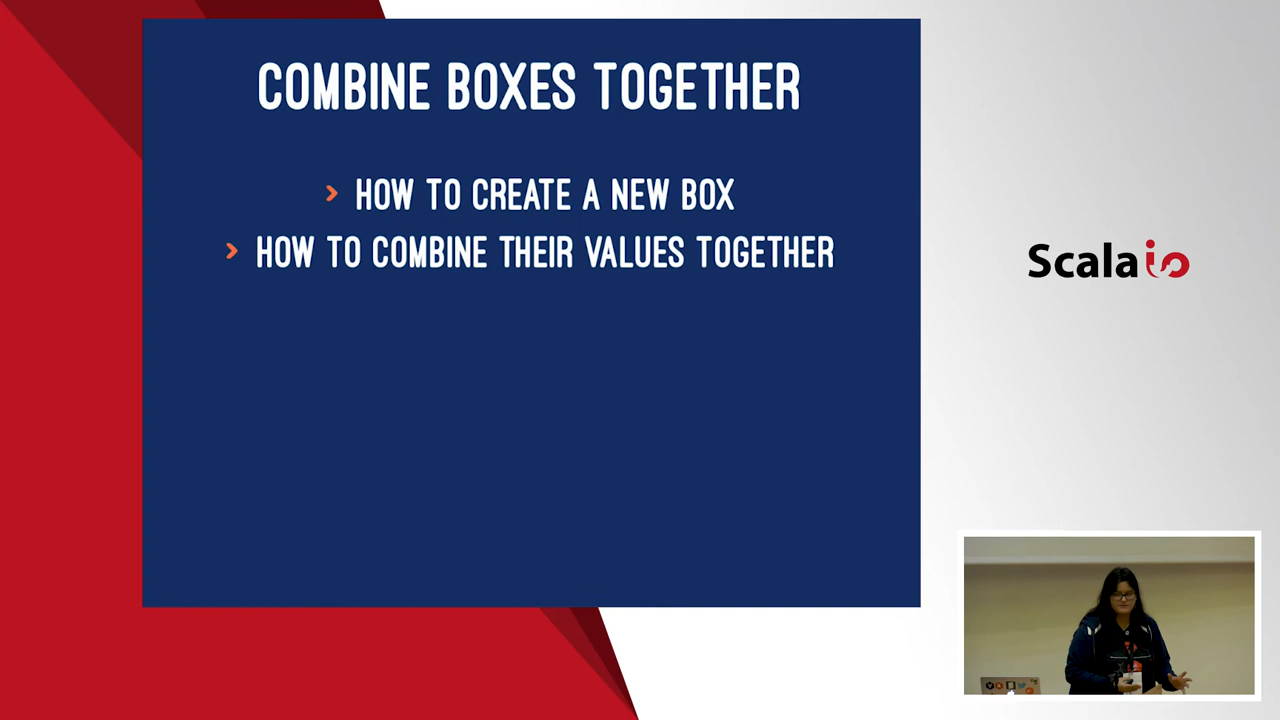 COMBINE BOXES TOGETHER
> HOW TO CREATE A NEW BOX
> HOW TO COMBINE THEIR VALUES TOGETHER
Scala io